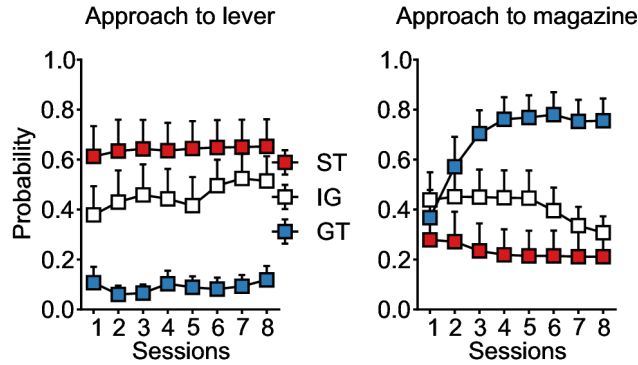 Approach to lever
Probability
1.0
0.8
0.6
0.4
0.2
0.0
1 2 3 4 5 6 7 8
Sessions
ST
IG
GT
Approach to magazine
1.0
0.8
0.6
0.4
0.2
0.0
1 2 3 4 5 6 7 8
Sessions